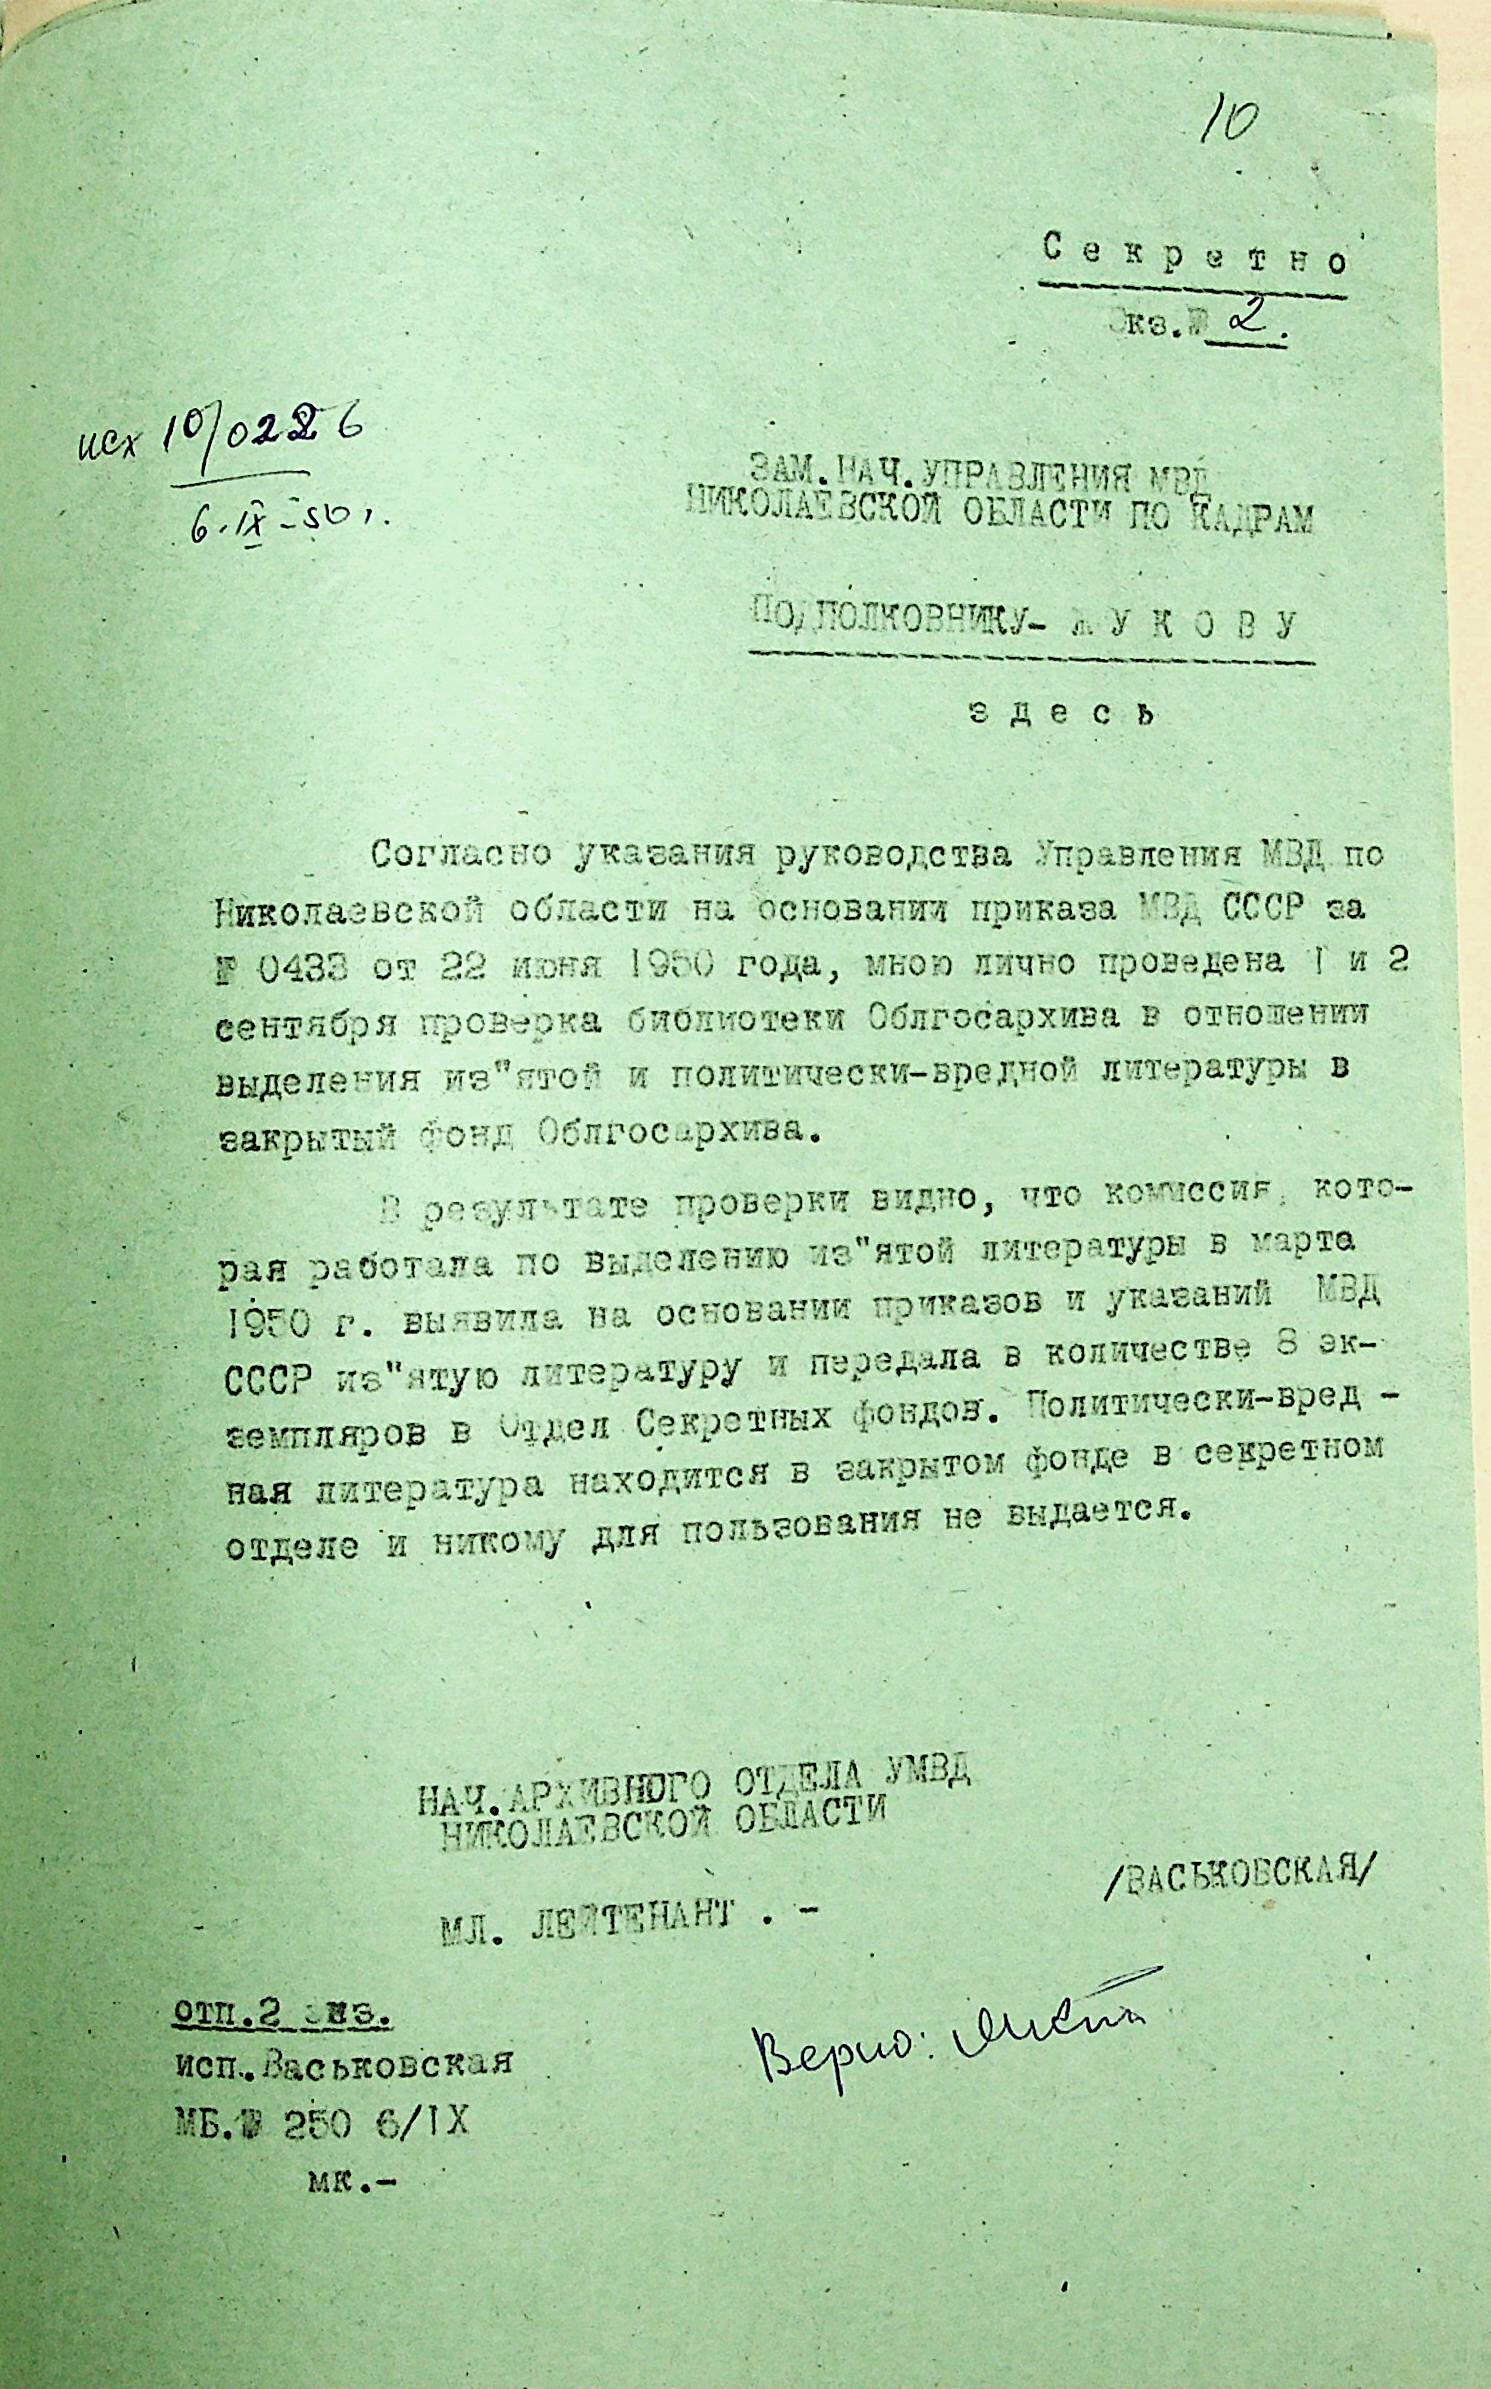 10
Секретно
Экз.№ 2.
исх 10/0226
6.IX-50г.
ЗАМ.НАЧ.УПРАВЛЕНИЯ МВД
НИКОЛАЕВСКОЙ ОБЛАСТИ ПО КАДРАМ
ПОДПОЛКОВНИКУ- ЖУКОВУ
здесь
Согласно указания руководства Управления МВД по
Николаевской области на основании приказа МВД СССР за
№ 0433 от 22 июня 1950 года, мною лично проведена I и 2
сентября проверка библиотеки Облгосархива в отношении
выделения из"ятой и политически-вредной литературы в
закрытый фонд Облгосархива.
В результате проверки видно, что комиссия, кото-
рая работала по выделению из"ятой литературы в марте
1950 г. выявила на основании приказов и указаний МВД
СССР из"ятую литературу и передала в количестве 8 эк-
земпляров в Отдел Секретных фондов. Политически-вред -
ная литература находится в закрытом фонде в секретном
отделе и никому для пользования не выдается.
НАЧ.АРХИВНОГО ОТДЕЛА УМВД
НИКОЛАЕВСКОЙ ОБЛАСТИ
МЛ. ЛЕЙТЕНАНТ . -
/ВАСЬКОВСКАЯ/
отп.2 экз.
исп.Васьковская
МБ.№ 250 6/IX
мк.-
Верно: